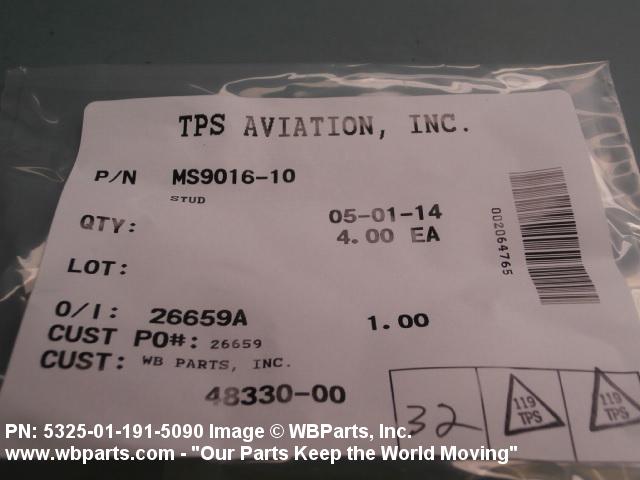 TPS AVIATION, INC.
P/N MS9016-10
STUD
QTY: 05-01-14
4.00 EA
002064765
LOT:
O/I: 26659A 1.00
CUST PO#: 26659
CUST: WB PARTS, INC.
48330-00
32
119
TPS
119
TPS
PN: 5325-01-191-5090 Image © WBParts, Inc.
www.wbparts.com - "Our Parts Keep the World Moving"